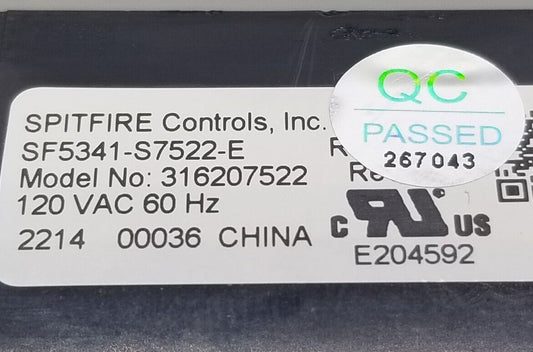 SPITFIRE Controls, Inc.
SF5341-S7522-E
Model No: 316207522
120 VAC 60 Hz
2214 00036 CHINA
QC
PASSED
267043
C US
E204592